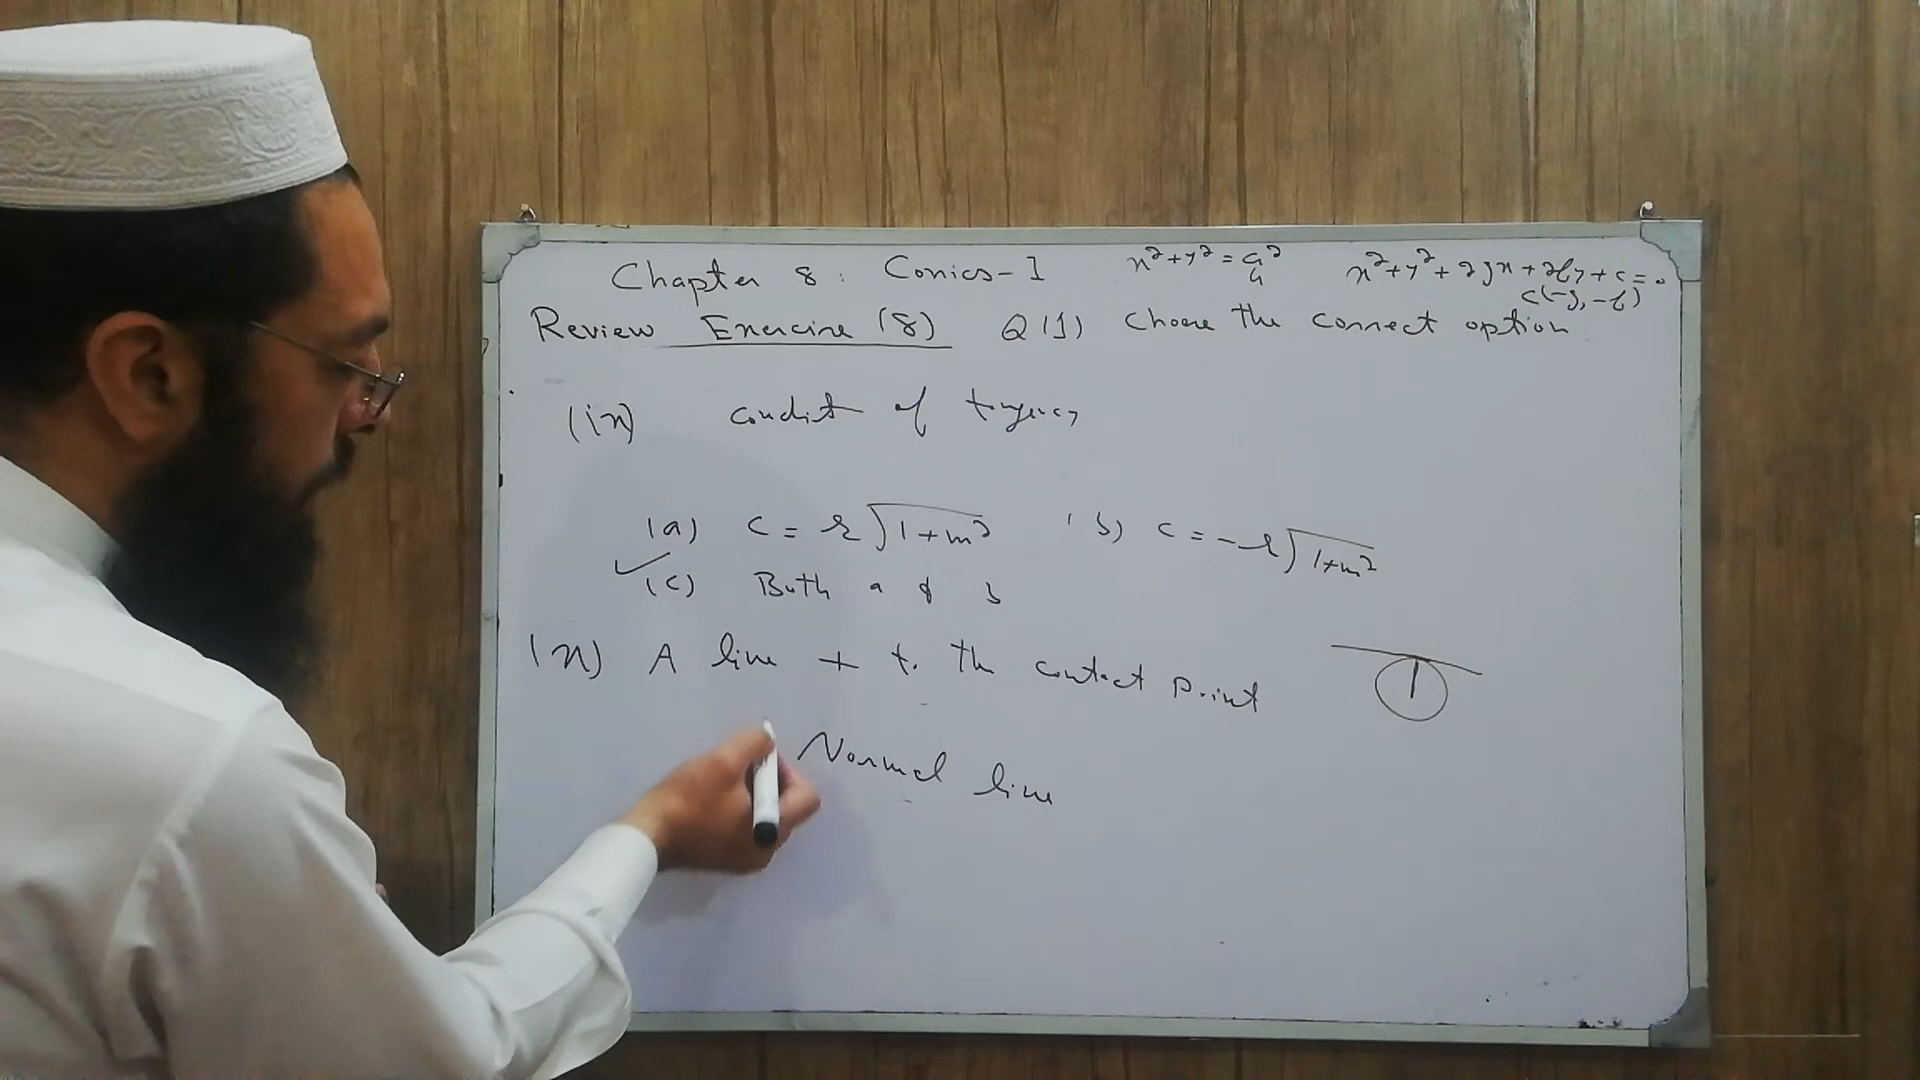 Chapter 8 : Conics-I x²+y²=a² x²+y²+2gx+2fy+c=0
c(-g,-f)
Review Exercise (8) Q(1) Choose the correct option
(ix) condit of tangency
(a) c = r√1+m² (b) c = -r√1+m²
✓ (c) Both a & b
(x) A line + to the contact point
Normal line